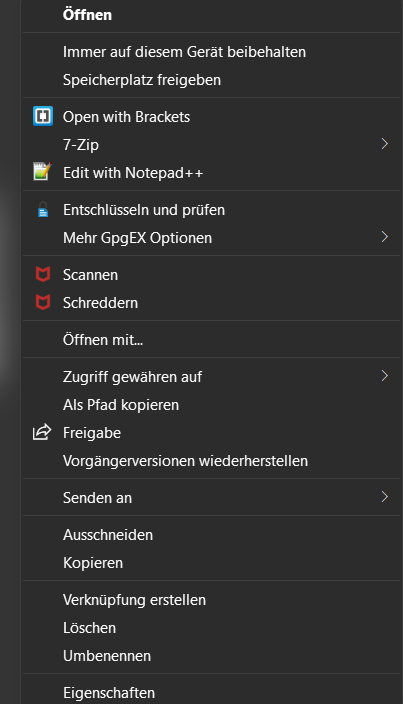 Öffnen
Immer auf diesem Gerät beibehalten
Speicherplatz freigeben
Open with Brackets
7-Zip
Edit with Notepad++
Entschlüsseln und prüfen
Mehr GpgEX Optionen
Scannen
Schreddern
Öffnen mit...
Zugriff gewähren auf
Als Pfad kopieren
Freigabe
Vorgängerversionen wiederherstellen
Senden an
Ausschneiden
Kopieren
Verknüpfung erstellen
Löschen
Umbenennen
Eigenschaften